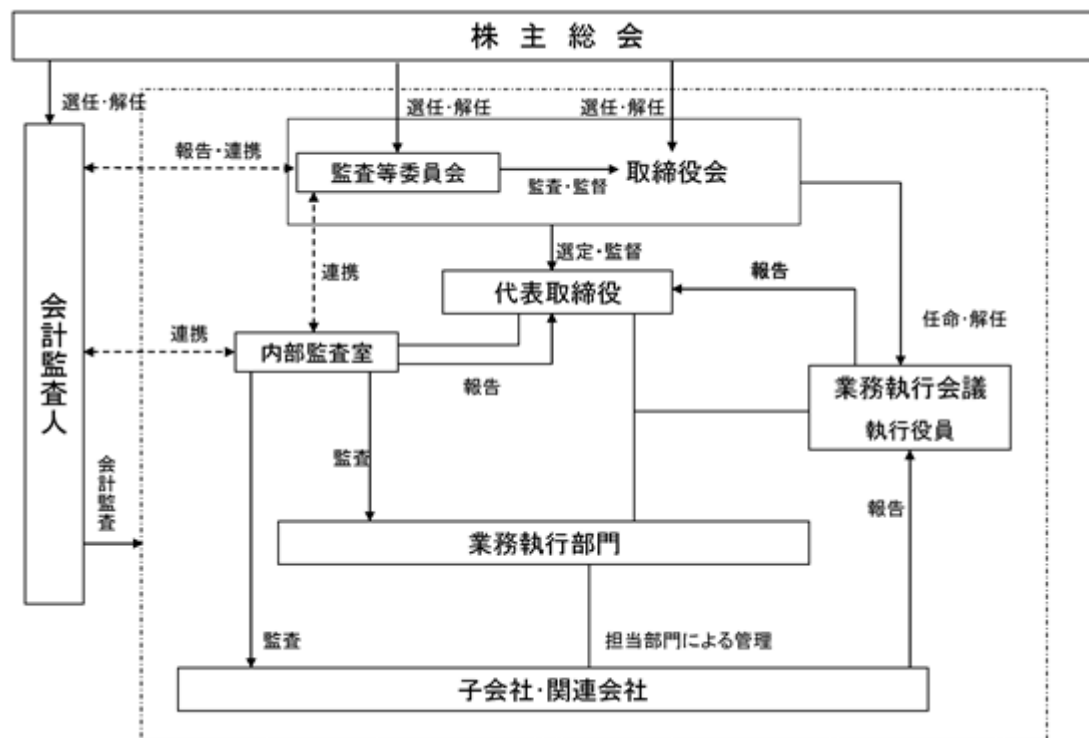 株主総会
選任・解任
選任・解任
選任・解任
報告・連携
監査等委員会
監査・監督
取締役会
選定・監督
連携
代表取締役
報告
任命・解任
会計監査人
連携
内部監査室
報告
業務執行会議
執行役員
監査
会計監査
報告
業務執行部門
監査
担当部門による管理
子会社・関連会社